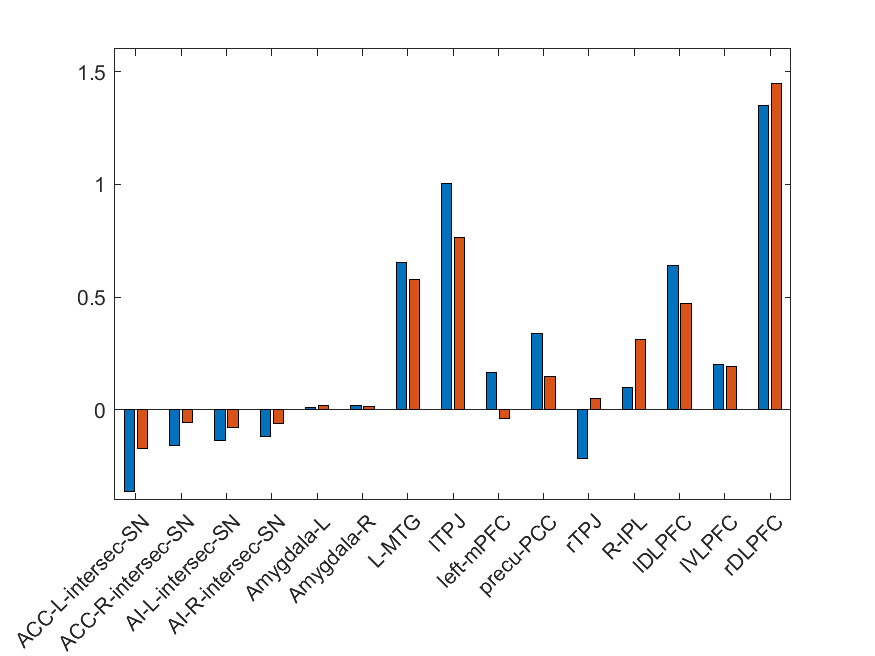 1.5
1
0.5
0
ACC-L-intersec-SN
ACC-R-intersec-SN
AI-L-intersec-SN
AI-R-intersec-SN
Amygdala-L
Amygdala-R
L-MTG
lTPJ
left-mPFC
precu-PCC
rTPJ
R-IPL
lDLPFC
lVLPFC
rDLPFC